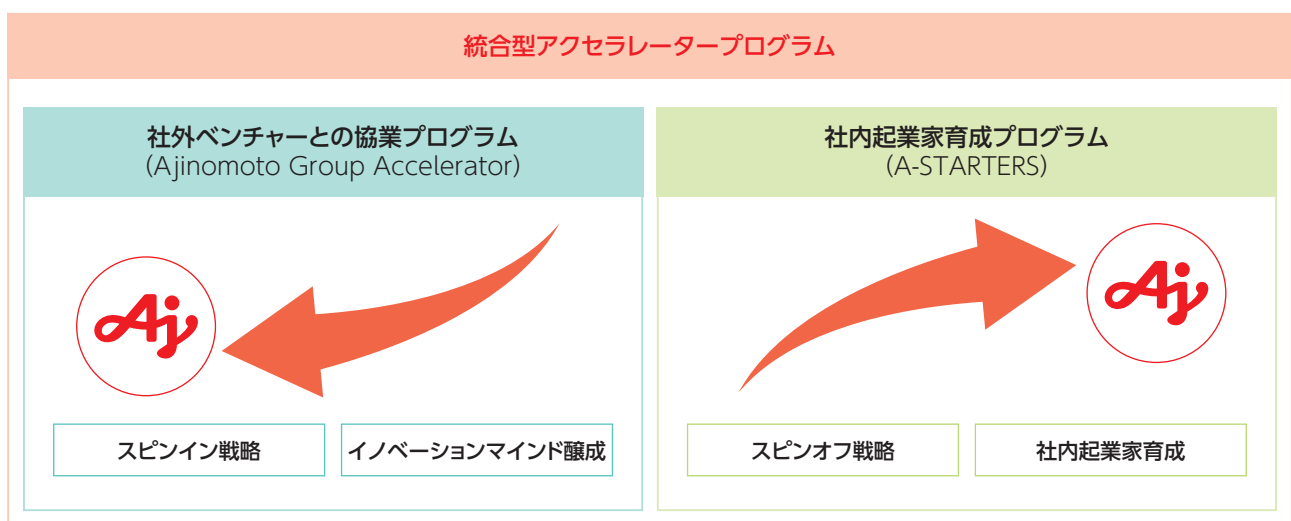 統合型アクセラレータープログラム
社外ベンチャーとの協業プログラム
(Ajinomoto Group Accelerator)
Aj
スピンイン戦略
イノベーションマインド醸成
社内起業家育成プログラム
(A-STARTERS)
Aj
スピンオフ戦略
社内起業家育成